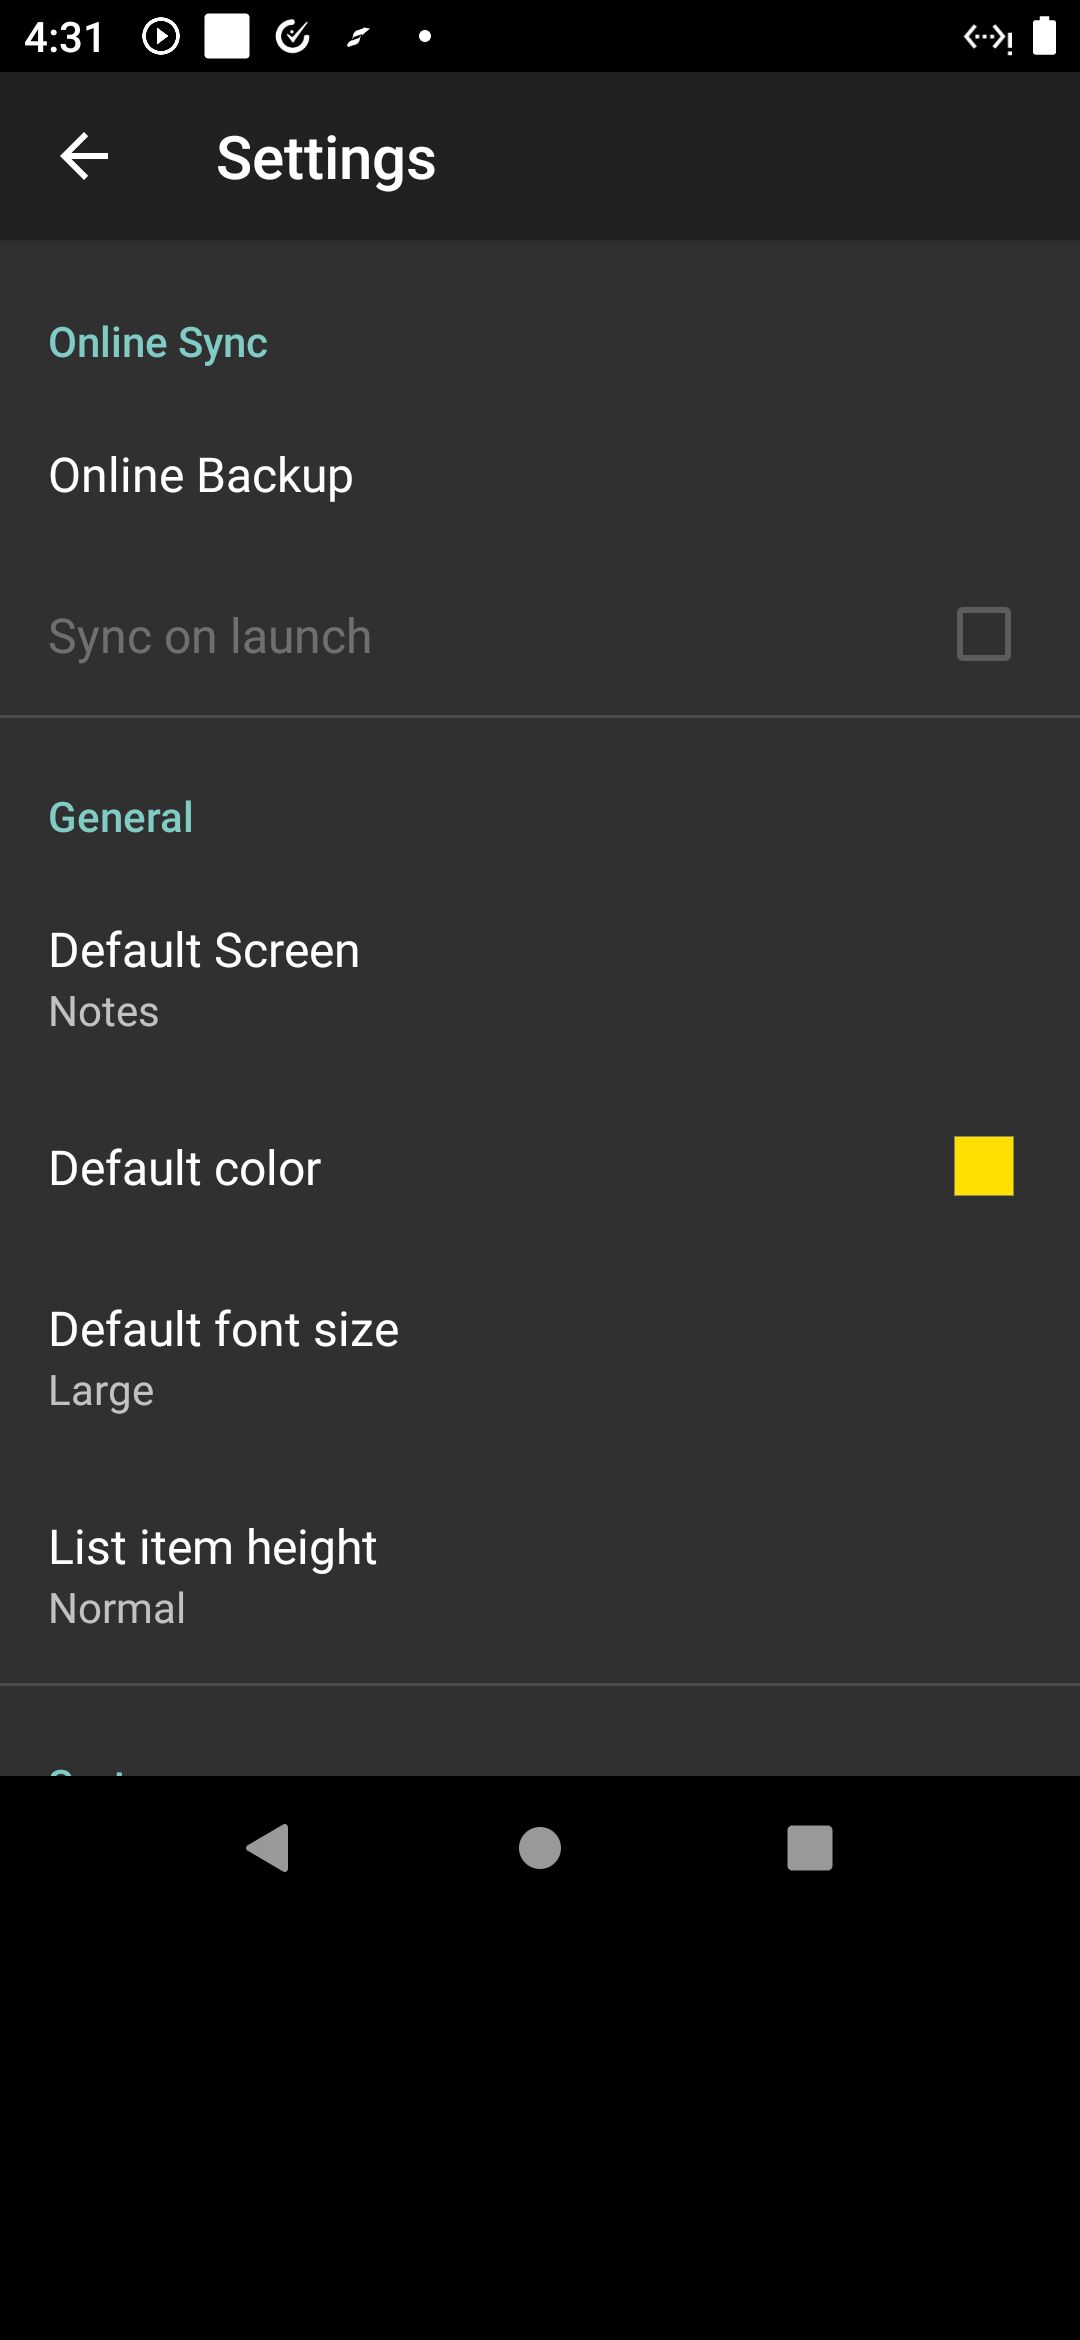 4:31
Settings
Online Sync
Online Backup
Sync on launch
General
Default Screen
Notes
Default color
Default font size
Large
List item height
Normal